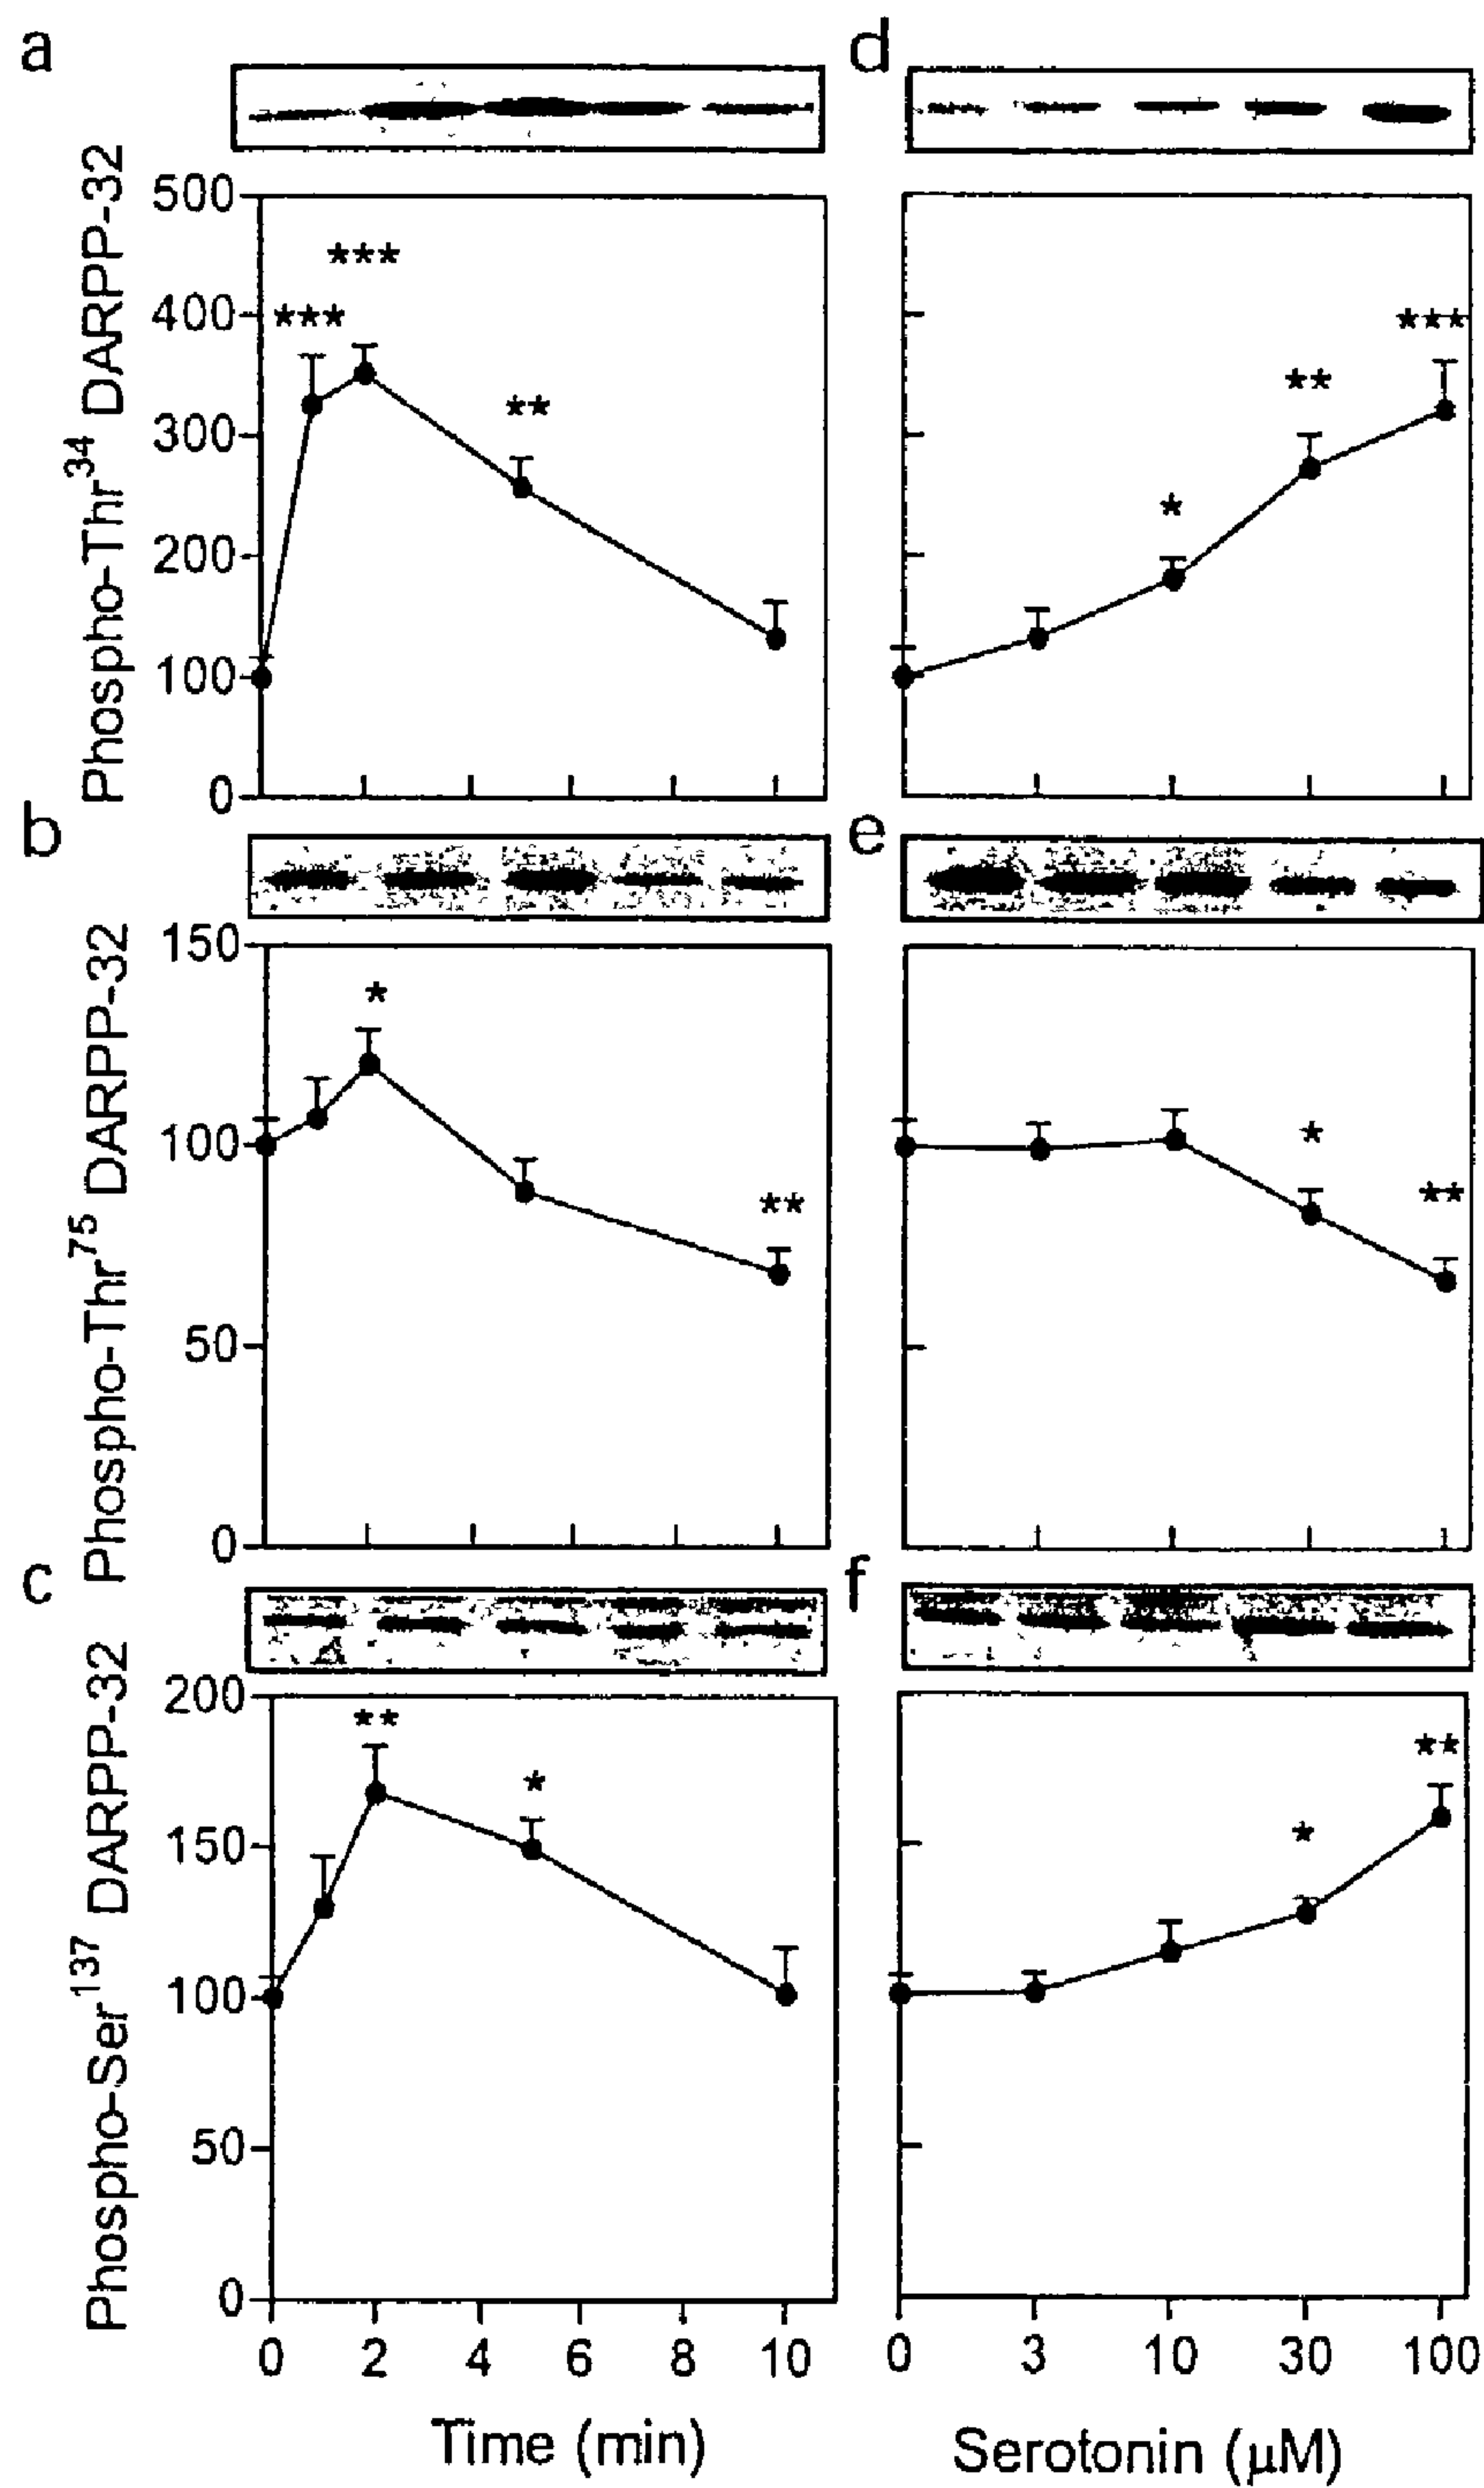 a
d
Phospho-Thr34 DARPP-32
500
400
300
200
100
0
***
***
**
*
**
***
b
e
Phospho-Thr75 DARPP-32
150
100
50
0
*
**
*
**
c
f
Phospho-Ser137 DARPP-32
200
150
100
50
0
**
*
*
**
0 2 4 6 8 10
0 3 10 30 100
Time (min)
Serotonin (μM)